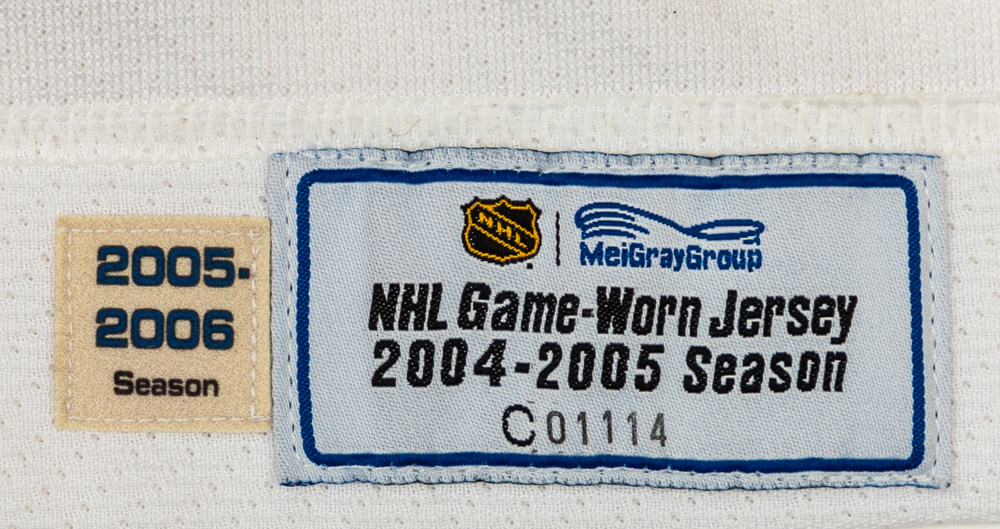 2005-
2006
Season
NHL
MeiGrayGroup
NHL Game-Worn Jersey
2004-2005 Season
C01114